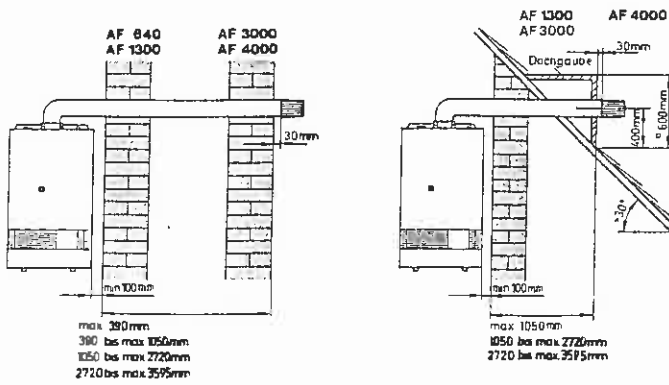 AF 640
AF 1300
AF 3000
AF 4000
30mm
min 100mm
max 390mm
390 bis max 1050mm
1050 bis max 2720mm
2720 bis max 3595mm
AF 1300
AF 3000
AF 4000
30mm
Dachgaube
400mm
600mm
30°
min 100mm
max 1050mm
1050 bis max 2720mm
2720 bis max 3595mm